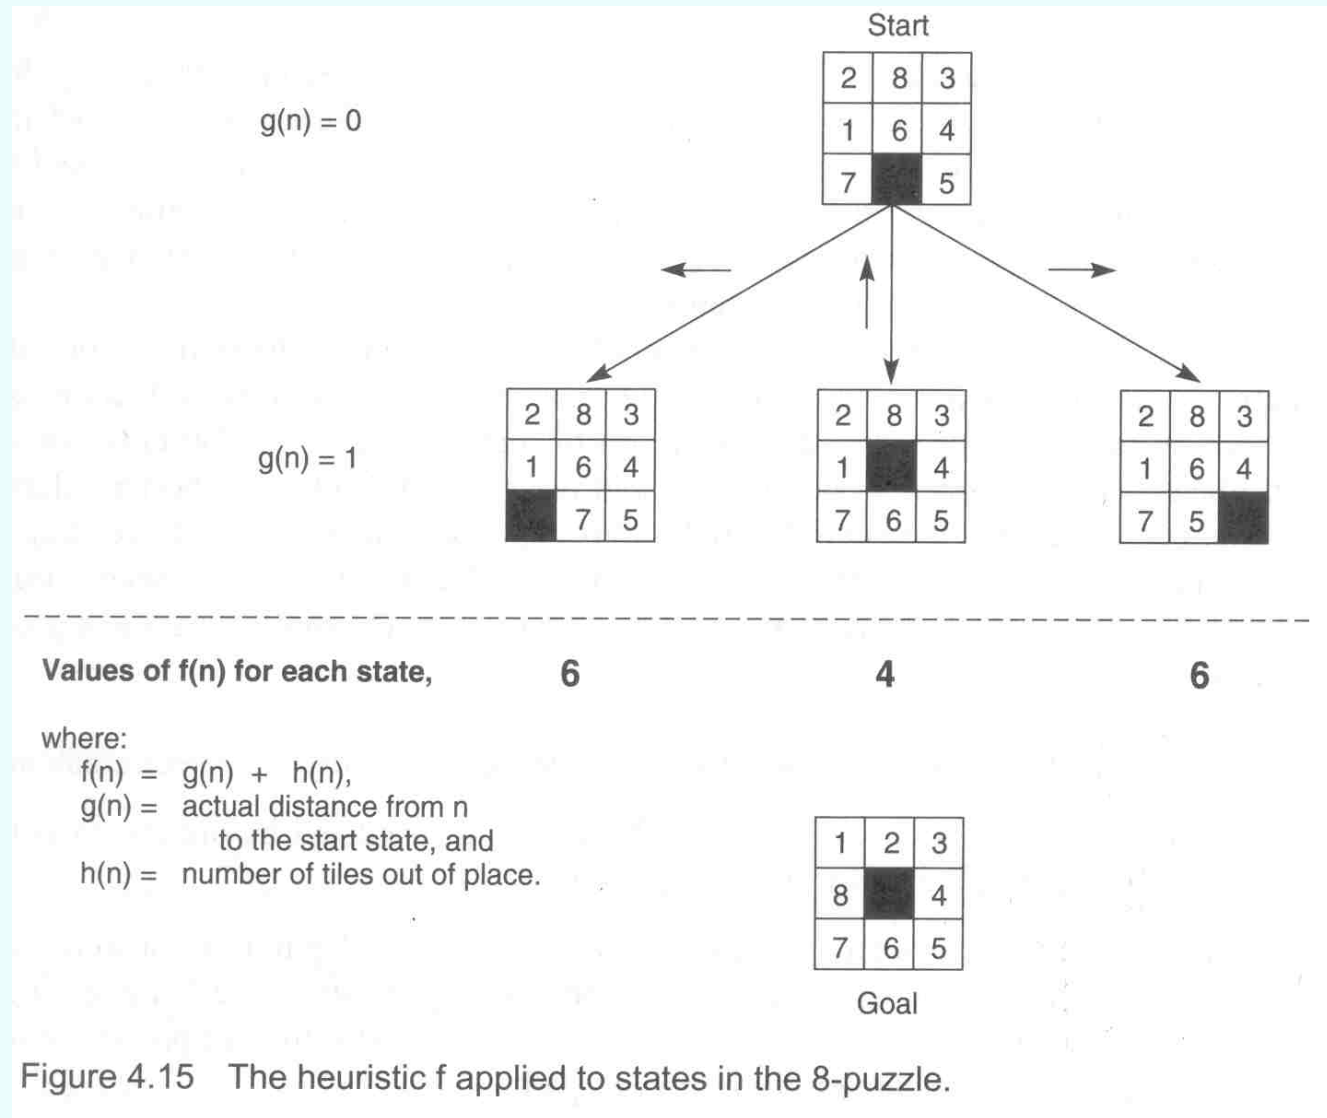 Start
2 8 3
g(n) = 0
1 6 4
7 5
2 8 3 2 8 3 2 8 3
g(n) = 1 1 6 4 1 4 1 6 4
7 5 7 6 5 7 5
Values of f(n) for each state, 6 4 6
where:
f(n) = g(n) + h(n),
g(n) = actual distance from n
to the start state, and
h(n) = number of tiles out of place.
1 2 3
8 4
7 6 5
Goal
Figure 4.15 The heuristic f applied to states in the 8-puzzle.